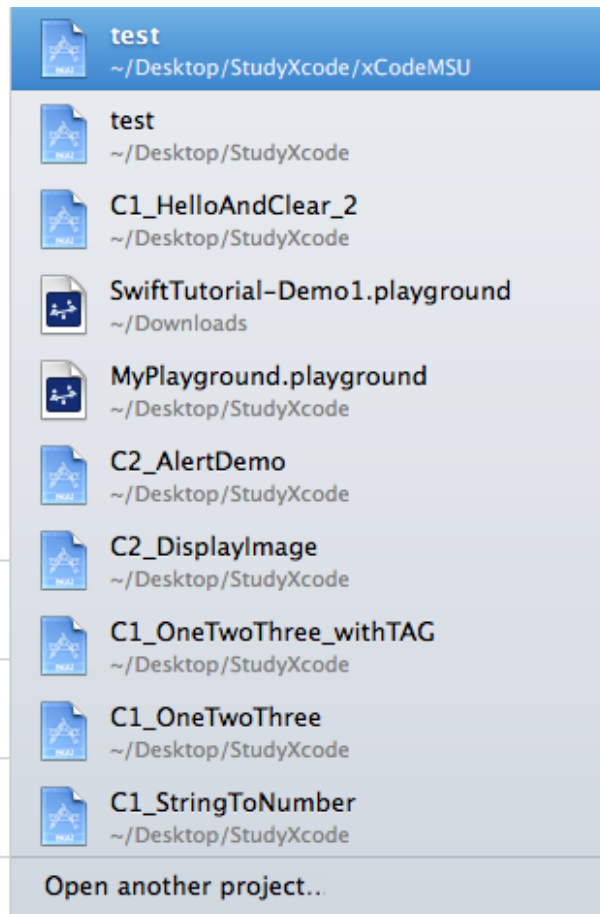 test
~/Desktop/StudyXcode/xCodeMSU
test
~/Desktop/StudyXcode
C1_HelloAndClear_2
~/Desktop/StudyXcode
SwiftTutorial-Demo1.playground
~/Downloads
MyPlayground.playground
~/Desktop/StudyXcode
C2_AlertDemo
~/Desktop/StudyXcode
C2_DisplayImage
~/Desktop/StudyXcode
C1_OneTwoThree_withTAG
~/Desktop/StudyXcode
C1_OneTwoThree
~/Desktop/StudyXcode
C1_StringToNumber
~/Desktop/StudyXcode
Open another project...